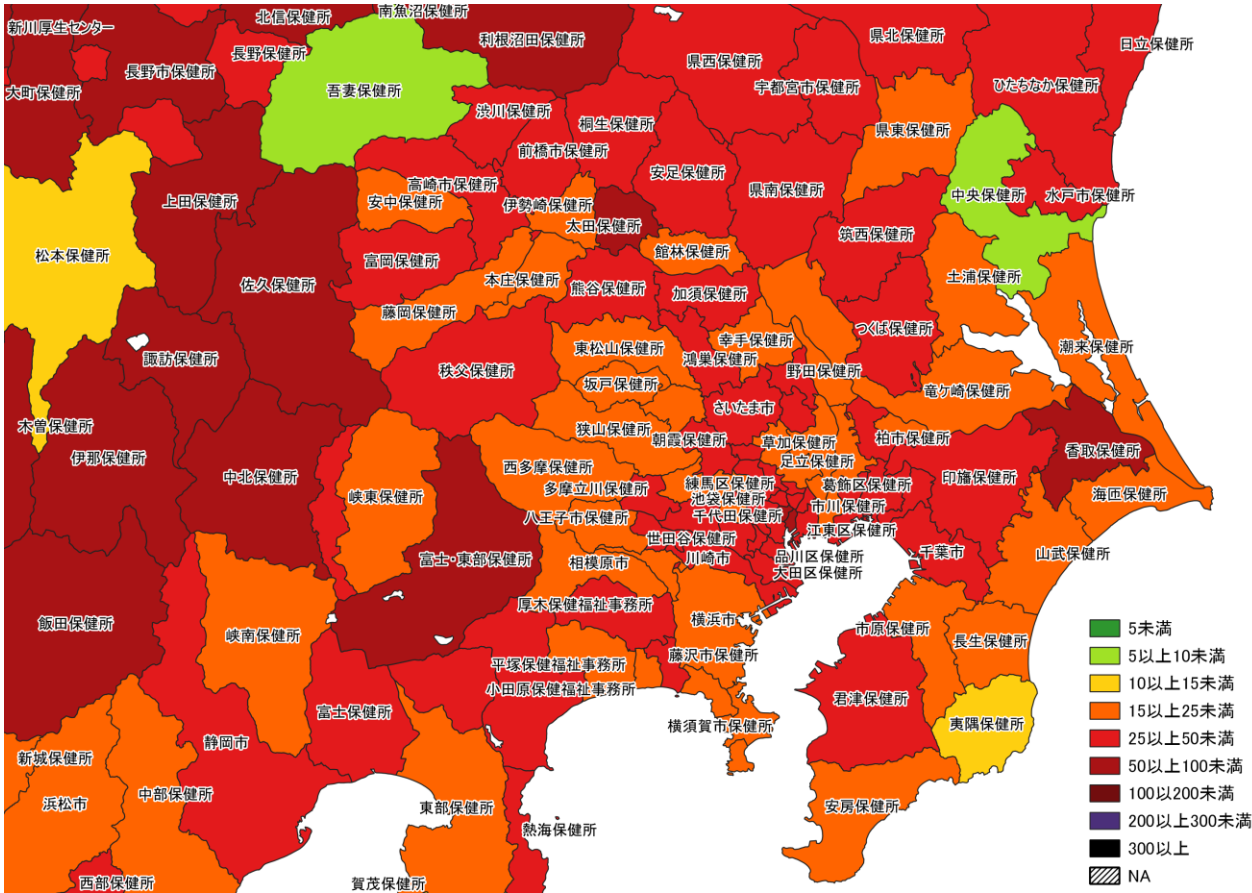 新川厚生センター
北信保健所
南魚沼保健所
利根沼田保健所
県北保健所
日立保健所
長野保健所
長野市保健所
県西保健所
宇都宮市保健所
ひたちなか保健所
大町保健所
吾妻保健所
渋川保健所
桐生保健所
県東保健所
前橋市保健所
安足保健所
県南保健所
高崎市保健所
中央保健所
水戸市保健所
上田保健所
安中保健所
伊勢崎保健所
太田保健所
筑西保健所
松本保健所
富岡保健所
館林保健所
佐久保健所
本庄保健所
熊谷保健所
加須保健所
土浦保健所
藤岡保健所
つくば保健所
諏訪保健所
東松山保健所
幸手保健所
潮来保健所
鴻巣保健所
秩父保健所
坂戸保健所
野田保健所
竜ケ崎保健所
さいたま市
木曽保健所
狭山保健所
朝霞保健所
草加保健所
柏市保健所
香取保健所
伊那保健所
中北保健所
西多摩保健所
足立保健所
峡東保健所
練馬区保健所
葛飾区保健所
印旛保健所
多摩立川保健所
池袋保健所
海匝保健所
八王子市保健所
千代田保健所
市川保健所
江東区保健所
世田谷保健所
富士・東部保健所
川崎市
品川区保健所
千葉市
山武保健所
相模原市
大田区保健所
厚木保健福祉事務所
飯田保健所
横浜市
峡南保健所
市原保健所
長生保健所
藤沢市保健所
平塚保健福祉事務所
小田原保健福祉事務所
君津保健所
富士保健所
横須賀市保健所
夷隅保健所
静岡市
新城保健所
中部保健所
浜松市
東部保健所
安房保健所
熱海保健所
西部保健所
賀茂保健所
5未満
5以上10未満
10以上15未満
15以上25未満
25以上50未満
50以上100未満
100以200未満
200以上300未満
300以上
NA